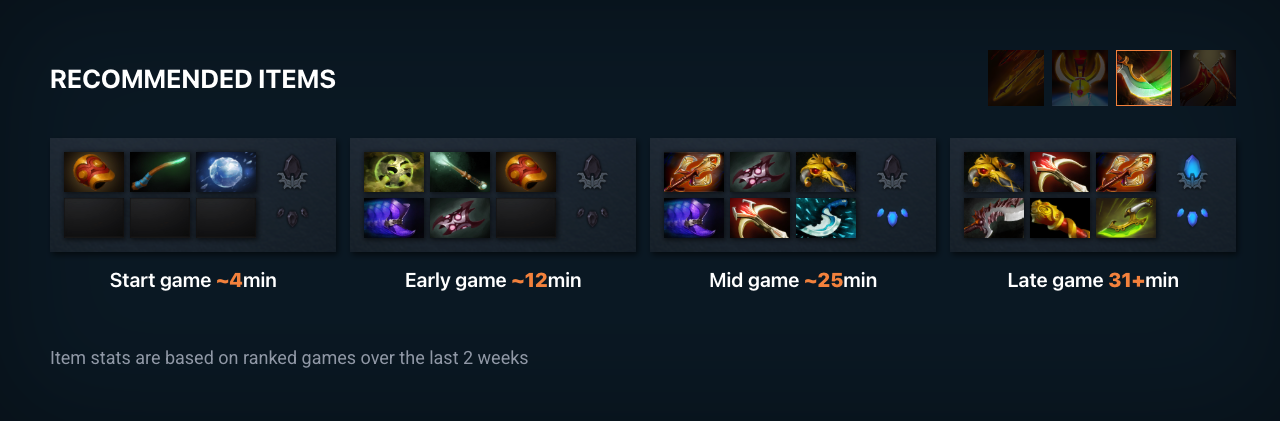 RECOMMENDED ITEMS
Start game ~4min
Early game ~12min
Mid game ~25min
Late game 31+min
Item stats are based on ranked games over the last 2 weeks